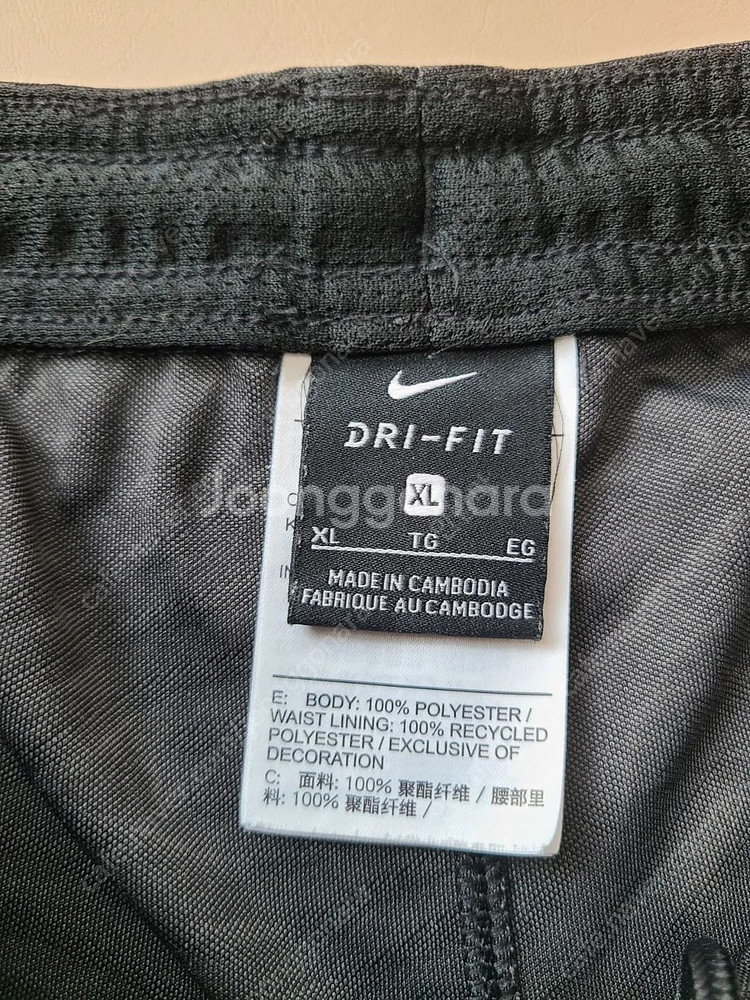 DRI-FIT
XL
XL TG EG
MADE IN CAMBODIA
FABRIQUE AU CAMBODGE
Joonggonara
E: BODY: 100% POLYESTER /
WAIST LINING: 100% RECYCLED
POLYESTER / EXCLUSIVE OF
DECORATION
C: 面料: 100% 聚酯纤维 / 腰部里
料: 100% 聚酯纤维 /